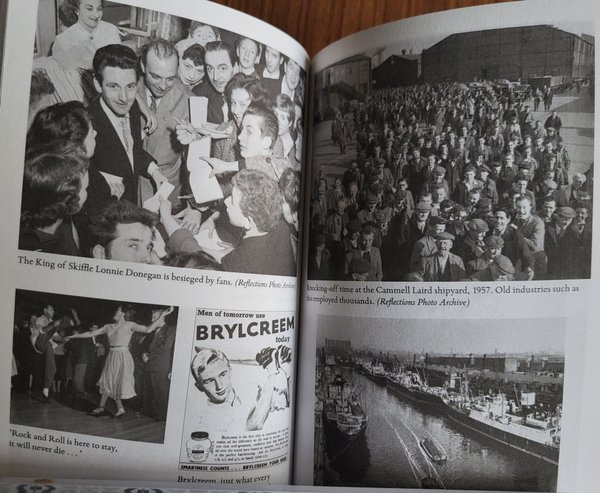 The King of Skiffle Lonnie Donegan is besieged by fans. (Reflections Photo Archive)
'Rock and Roll is here to stay,
it will never die . . .'
Men of tomorrow use
BRYLCREEM
today
SMARTNESS COUNTS . . . BRYLCREEM YOUR HAIR
Brylcreem, just what every
Knocking-off time at the Cammell Laird shipyard, 1957. Old industries such as
this employed thousands. (Reflections Photo Archive)